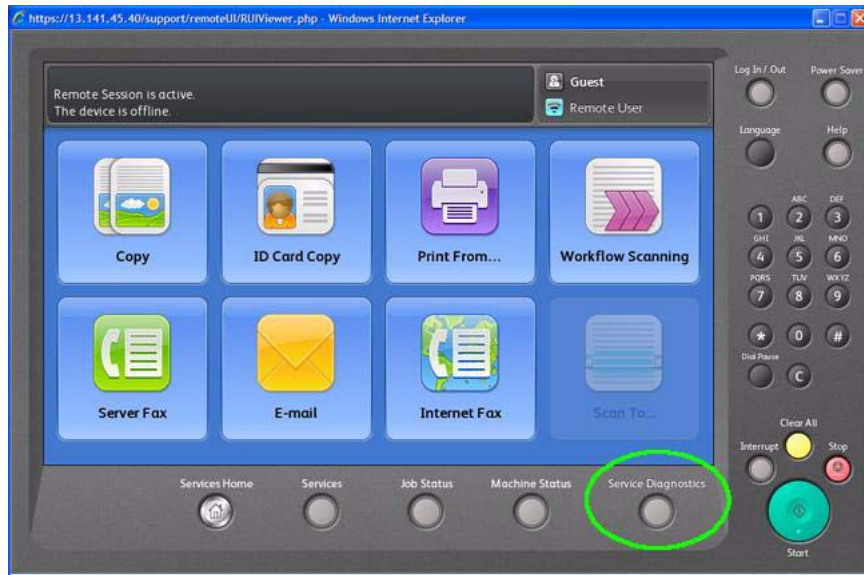 https://13.141.45.40/support/remoteUI/RUIViewer.php - Windows Internet Explorer
Remote Session is active.
The device is offline.
Guest
Remote User
Log In / Out
Power Saver
Language
Help
Copy
ID Card Copy
Print From...
Workflow Scanning
Server Fax
E-mail
Internet Fax
Scan To...
ABC DEF
1 2 3
GHI JKL MNO
4 5 6
PQRS TUV WXYZ
7 8 9
* 0 #
Dial Pause
C
Clear All
Interrupt
Stop
Start
Services Home
Services
Job Status
Machine Status
Service Diagnostics